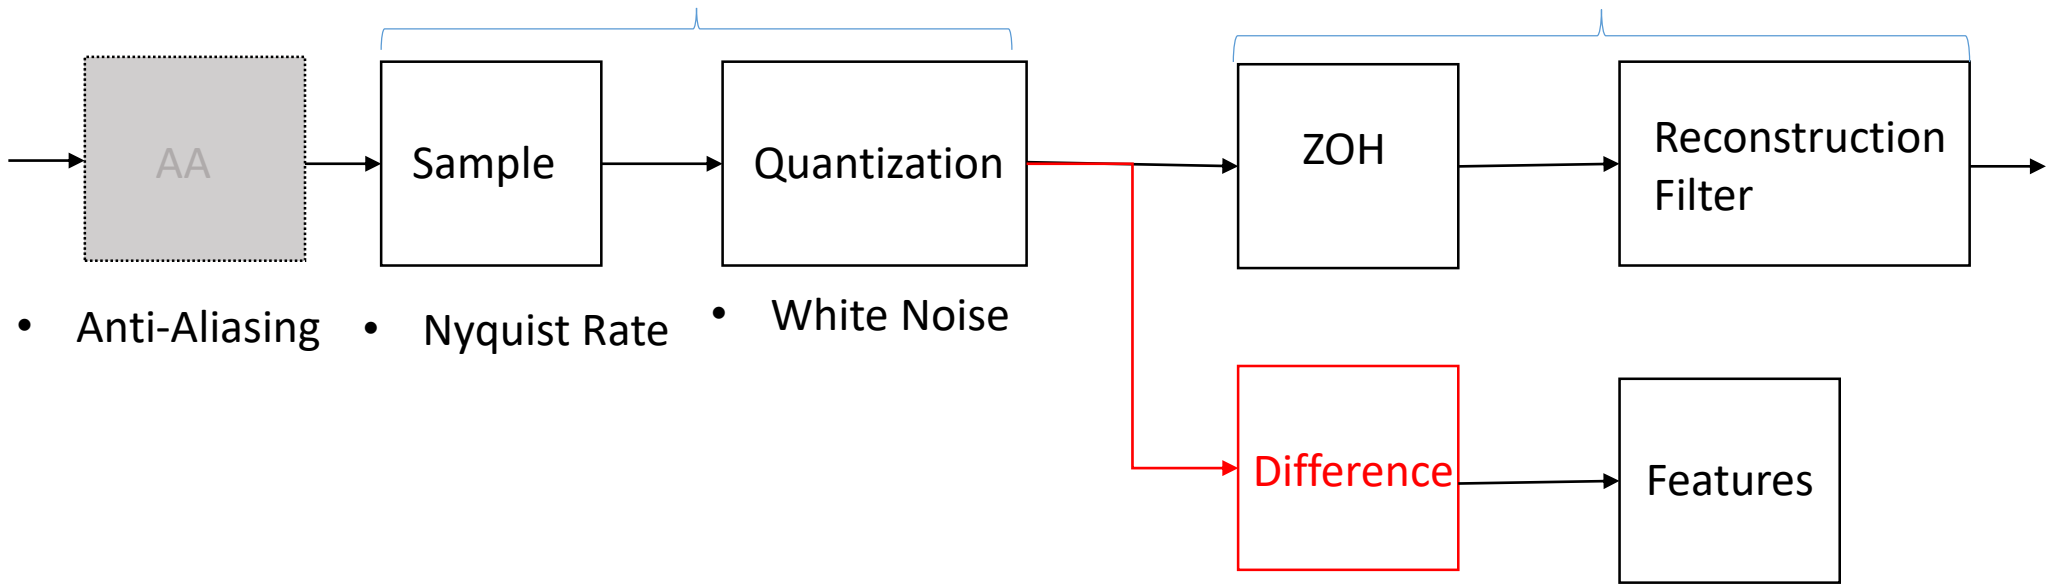 AA
Sample
Quantization
ZOH
Reconstruction
Filter
• Anti-Aliasing
• Nyquist Rate
• White Noise
Difference
Features